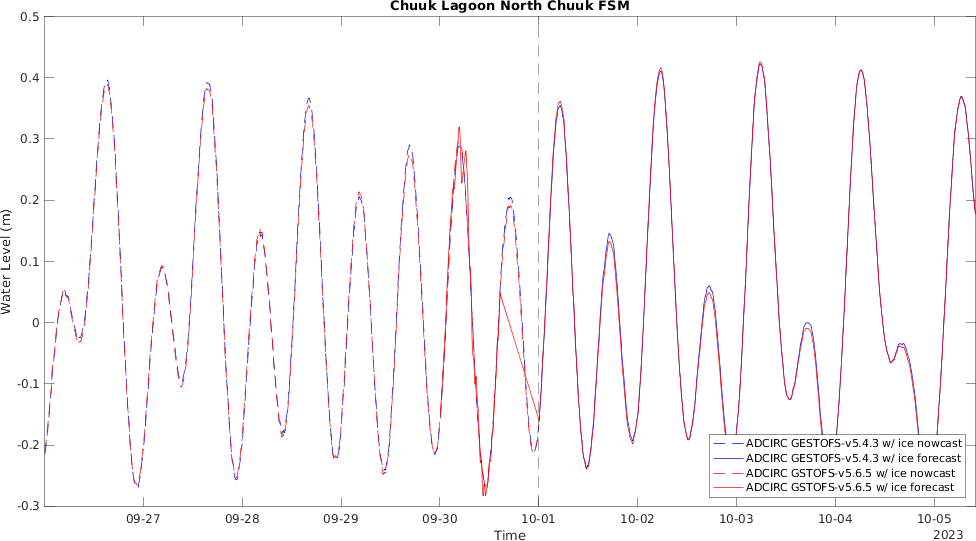 Chuuk Lagoon North Chuuk FSM
0.5
0.4
0.3
0.2
0.1
0
-0.1
-0.2
-0.3
Water Level (m)
ADCIRC GESTOFS-v5.4.3 w/ ice nowcast
ADCIRC GESTOFS-v5.4.3 w/ ice forecast
ADCIRC GSTOFS-v5.6.5 w/ ice nowcast
ADCIRC GSTOFS-v5.6.5 w/ ice forecast
09-27 09-28 09-29 09-30 10-01 10-02 10-03 10-04 10-05
Time
2023